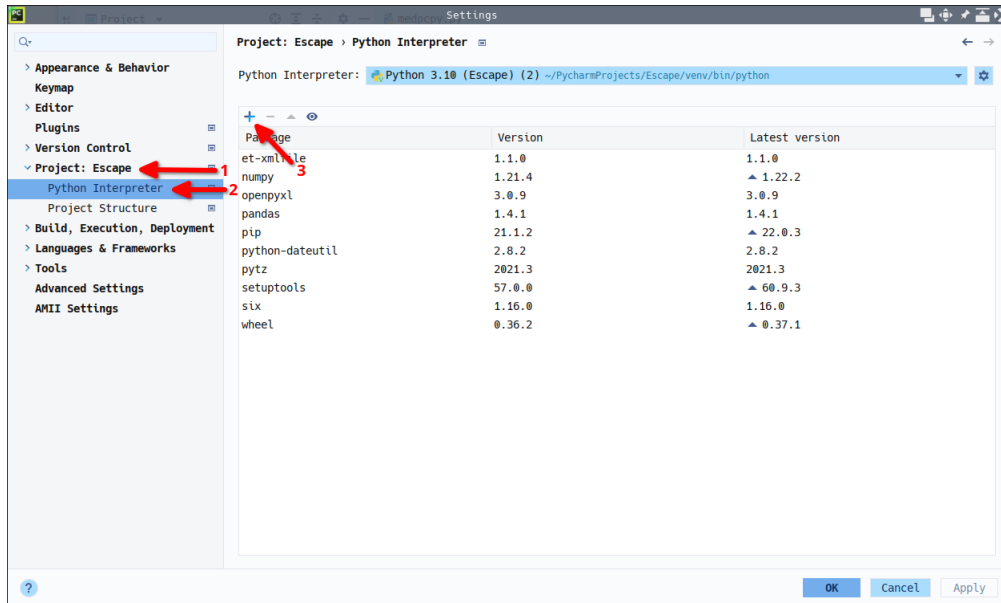 PC
Project
medpcpy
Settings
Project: Escape › Python Interpreter
Appearance & Behavior
Keymap
Editor
Plugins
Version Control
Project: Escape
Python Interpreter
Project Structure
Build, Execution, Deployment
Languages & Frameworks
Tools
Advanced Settings
AMII Settings
1
2
Python Interpreter: Python 3.10 (Escape) (2) ~/PycharmProjects/Escape/venv/bin/python
3
Package Version Latest version
et-xmlfile 1.1.0 1.1.0
numpy 1.21.4 1.22.2
openpyxl 3.0.9 3.0.9
pandas 1.4.1 1.4.1
pip 21.1.2 22.0.3
python-dateutil 2.8.2 2.8.2
pytz 2021.3 2021.3
setuptools 57.0.0 60.9.3
six 1.16.0 1.16.0
wheel 0.36.2 0.37.1
?
OK Cancel Apply